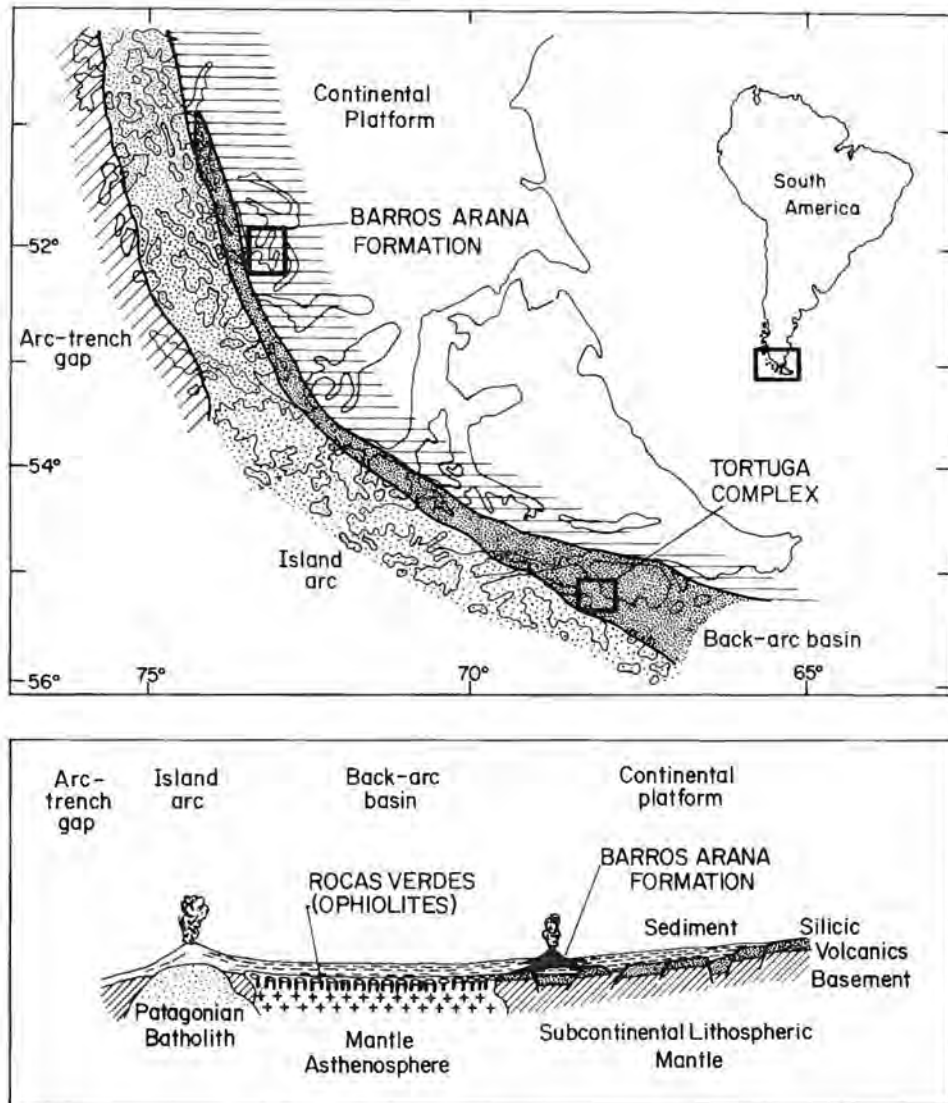 Continental
Platform
South
America
BARROS ARANA
FORMATION
52°
Arc-trench
gap
53°
54°
TORTUGA
COMPLEX
Island
arc
Back-arc basin
56°
75°
70°
65°
Arc-
trench
gap
Island
arc
Back-arc
basin
Continental
platform
ROCAS VERDES
(OPHIOLITES)
BARROS ARANA
FORMATION
Sediment
Silicic
Volcanics
Basement
Patagonian
Batholith
Mantle
Asthenosphere
Subcontinental Lithospheric
Mantle